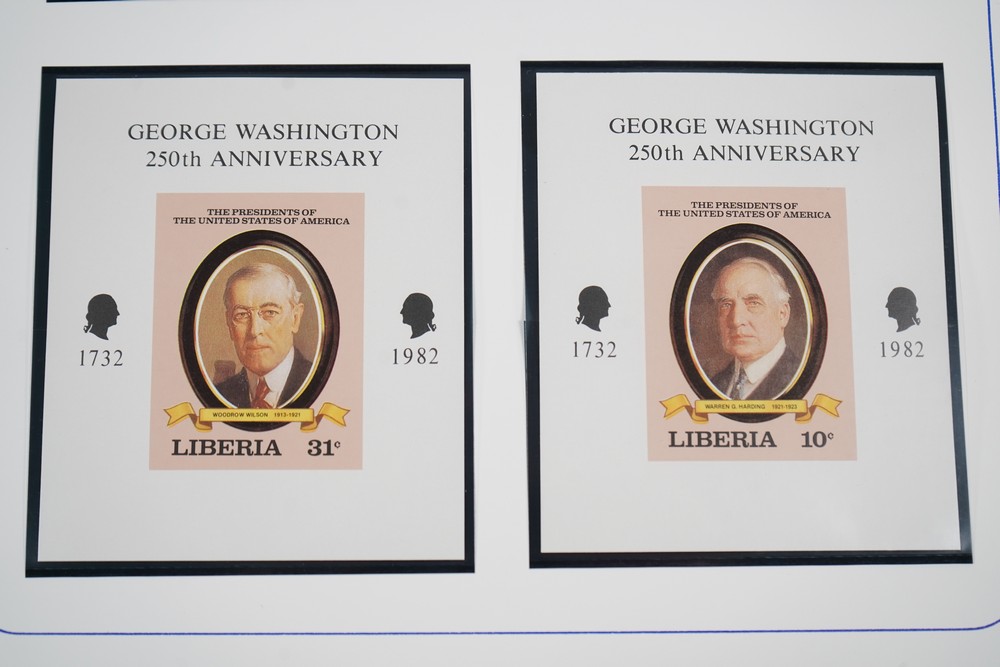 GEORGE WASHINGTON
250th ANNIVERSARY
THE PRESIDENTS OF
THE UNITED STATES OF AMERICA
1732
1982
WOODROW WILSON 1913-1921
LIBERIA 31c
GEORGE WASHINGTON
250th ANNIVERSARY
THE PRESIDENTS OF
THE UNITED STATES OF AMERICA
1732
1982
WARREN G. HARDING 1921-1923
LIBERIA 10c